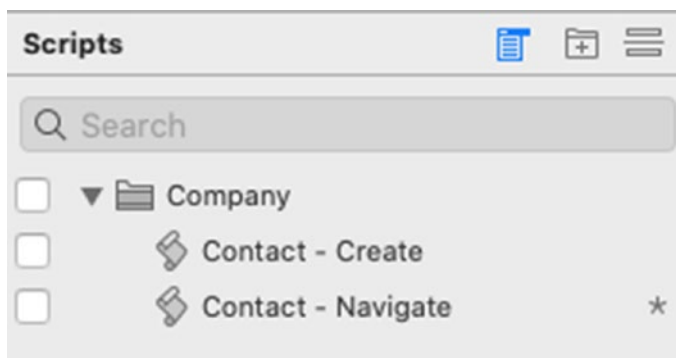 Scripts
Search
Company
Contact - Create
Contact - Navigate *